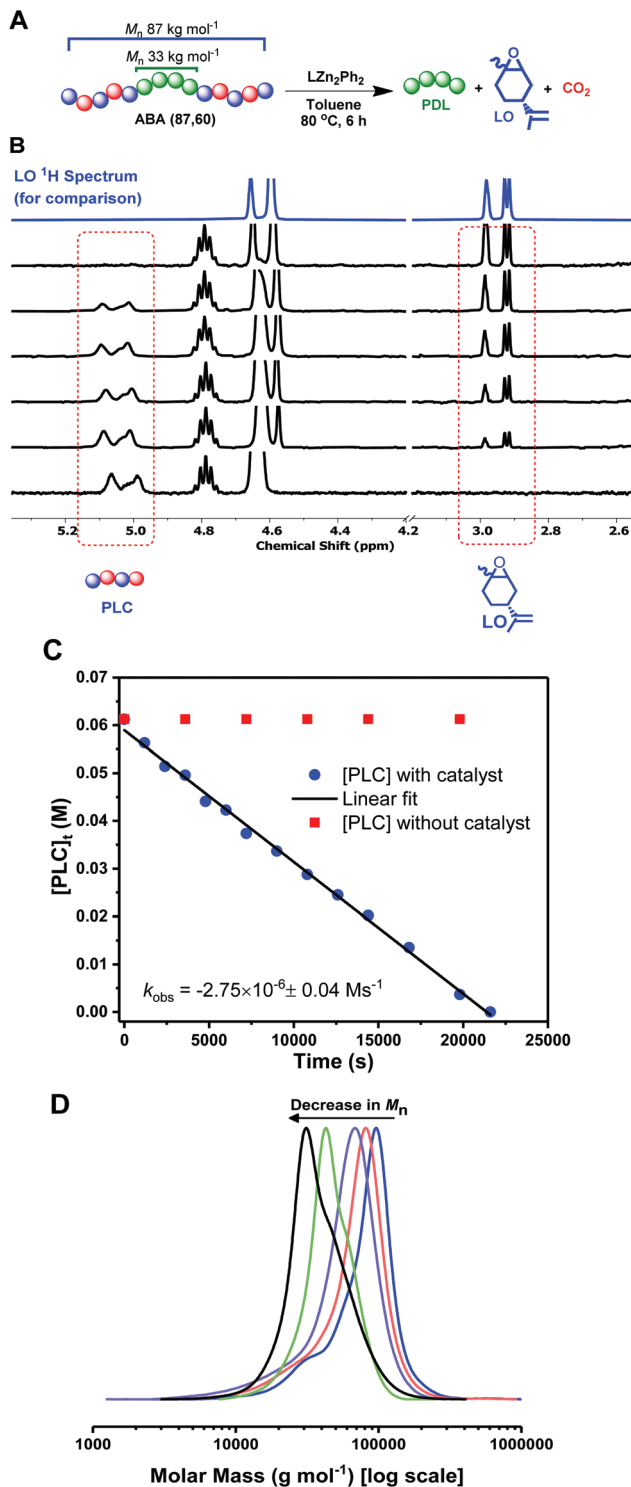 A
Mn 87 kg mol-1
Mn 33 kg mol-1
ABA (87,60)
LZn2Ph2
Toluene
80 °C, 6 h
PDL
+
O
LO
+
CO2
B
LO 1H Spectrum
(for comparison)
5.2 5.0 4.8 4.6 4.4 4.2 3.0 2.8 2.6
Chemical Shift (ppm)
PLC
O
LO
C
[PLC]t (M)
0.07
0.06
0.05
0.04
0.03
0.02
0.01
0.00
[PLC] with catalyst
Linear fit
[PLC] without catalyst
kobs = -2.75×10-6± 0.04 Ms-1
0 5000 10000 15000 20000 25000
Time (s)
D
Decrease in Mn
1000 10000 100000 1000000
Molar Mass (g mol-1) [log scale]